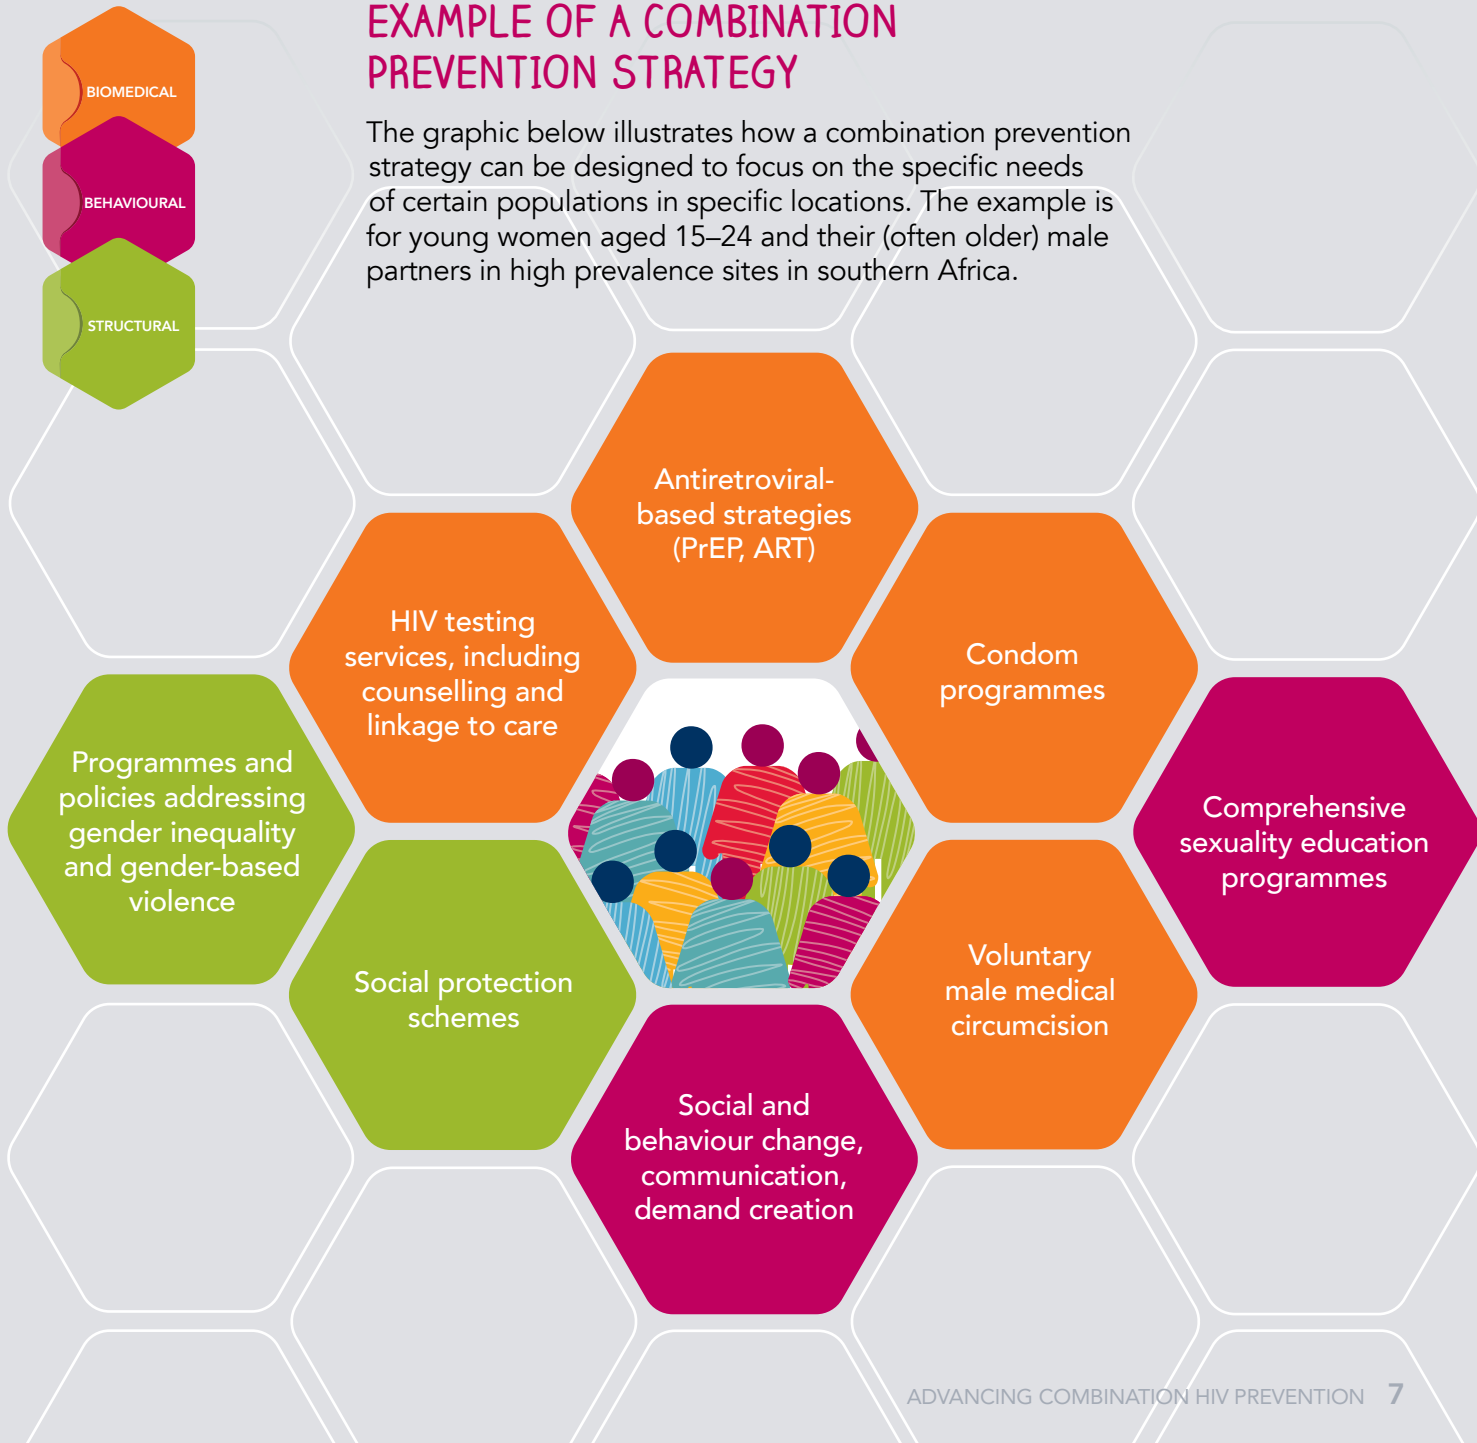 EXAMPLE OF A COMBINATION
PREVENTION STRATEGY
The graphic below illustrates how a combination prevention
strategy can be designed to focus on the specific needs
of certain populations in specific locations. The example is
for young women aged 15–24 and their (often older) male
partners in high prevalence sites in southern Africa.
BIOMEDICAL
BEHAVIOURAL
STRUCTURAL
Antiretroviral-
based strategies
(PrEP, ART)
HIV testing
services, including
counselling and
linkage to care
Condom
programmes
Programmes and
policies addressing
gender inequality
and gender-based
violence
Comprehensive
sexuality education
programmes
Social protection
schemes
Voluntary
male medical
circumcision
Social and
behaviour change,
communication,
demand creation
ADVANCING COMBINATION HIV PREVENTION 7